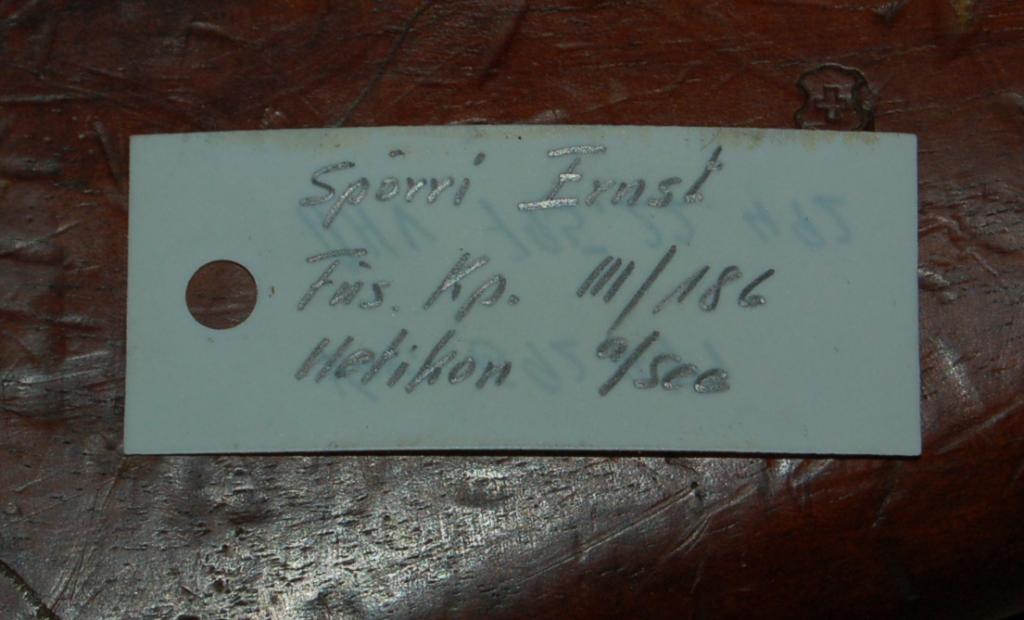 Spörri Ernst
Füs. Kp. III/186
Uetikon a/See